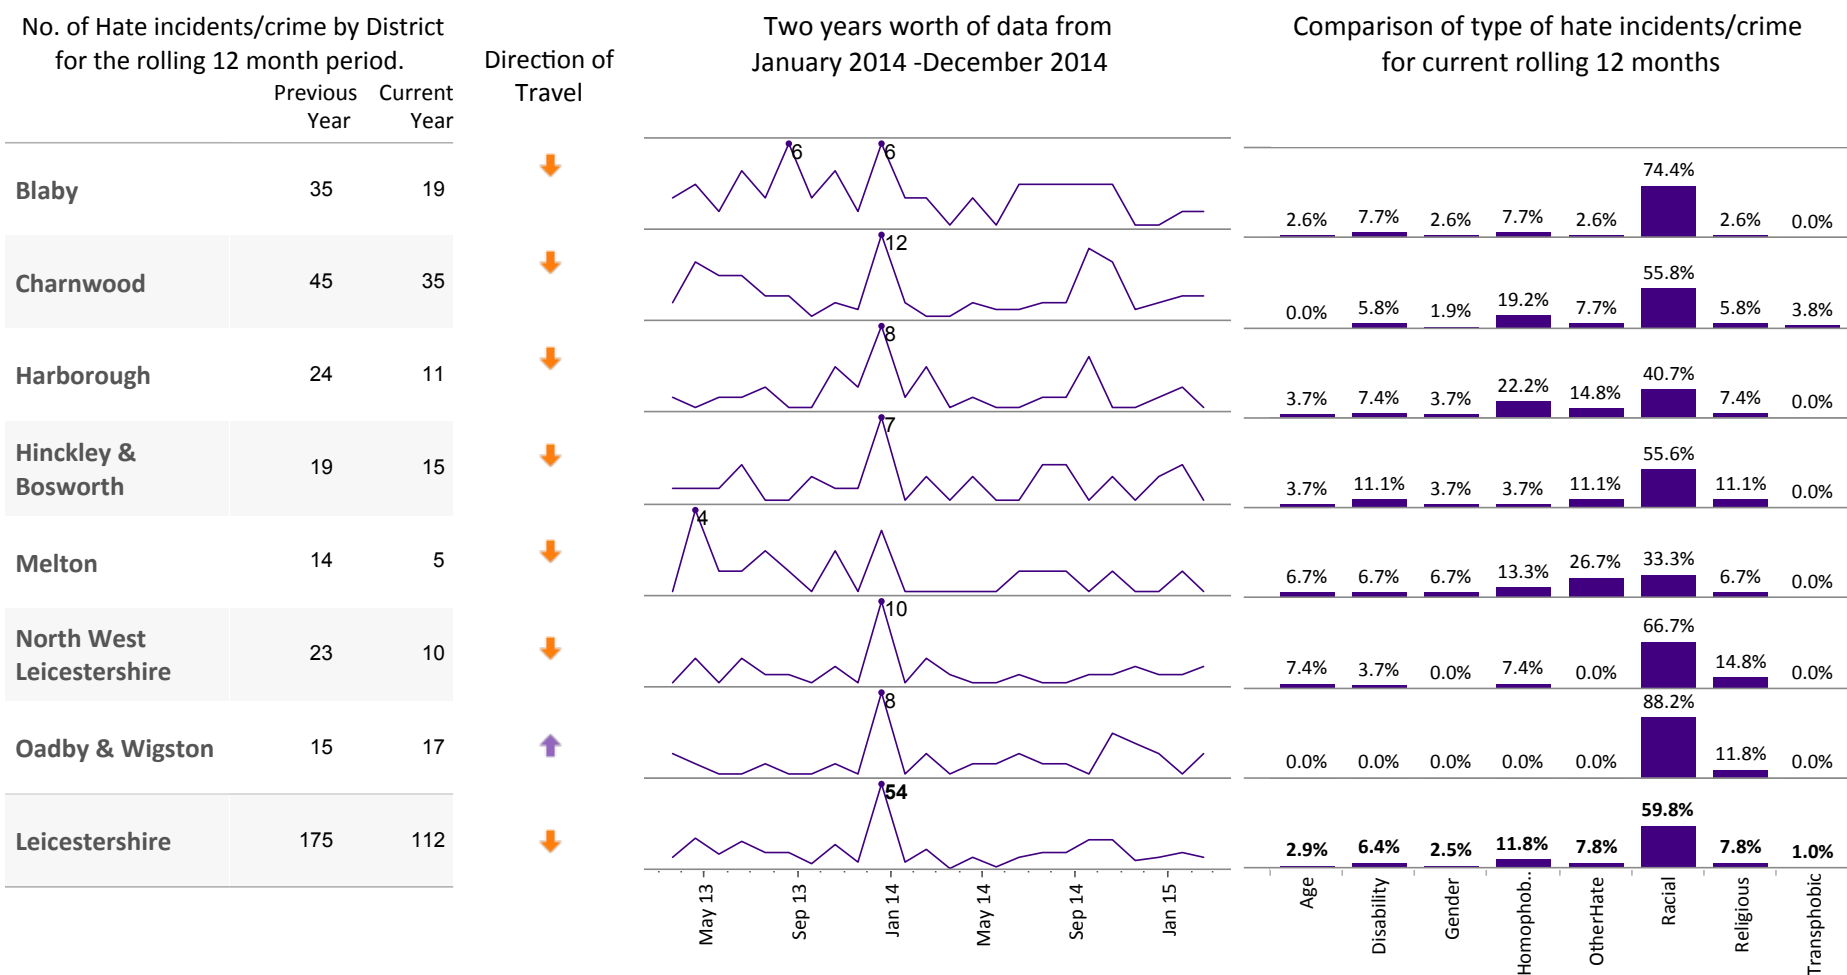 No. of Hate incidents/crime by District
for the rolling 12 month period.
Previous Year
Current Year
Direction of
Travel
Two years worth of data from
January 2014 -December 2014
Comparison of type of hate incidents/crime
for current rolling 12 months
Blaby 35 19
6 6
2.6% 7.7% 2.6% 7.7% 2.6% 74.4% 2.6% 0.0%
Charnwood 45 35
12
0.0% 5.8% 1.9% 19.2% 7.7% 55.8% 5.8% 3.8%
Harborough 24 11
8
3.7% 7.4% 3.7% 22.2% 14.8% 40.7% 7.4% 0.0%
Hinckley &
Bosworth 19 15
7
3.7% 11.1% 3.7% 3.7% 11.1% 55.6% 11.1% 0.0%
Melton 14 5
4
6.7% 6.7% 6.7% 13.3% 26.7% 33.3% 6.7% 0.0%
North West
Leicestershire 23 10
10
7.4% 3.7% 0.0% 7.4% 0.0% 66.7% 14.8% 0.0%
Oadby & Wigston 15 17
8
0.0% 0.0% 0.0% 0.0% 0.0% 88.2% 11.8% 0.0%
Leicestershire 175 112
54
2.9% 6.4% 2.5% 11.8% 7.8% 59.8% 7.8% 1.0%
May 13 Sep 13 Jan 14 May 14 Sep 14 Jan 15
Age Disability Gender Homophob.. OtherHate Racial Religious Transphobic